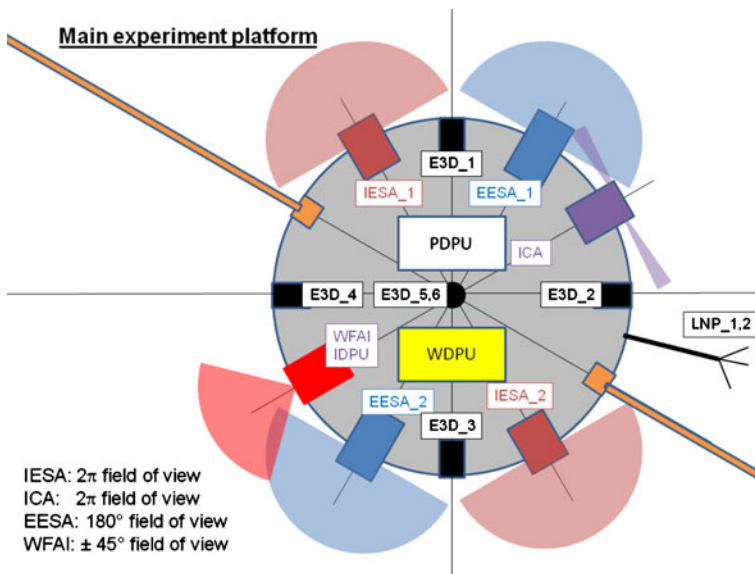 Main experiment platform
E3D_1
IESA_1
EESA_1
PDPU
ICA
E3D_4
E3D_5,6
E3D_2
LNP_1,2
WFAI
IDPU
WDPU
EESA_2
IESA_2
E3D_3
IESA: 2π field of view
ICA: 2π field of view
EESA: 180° field of view
WFAI: ± 45° field of view